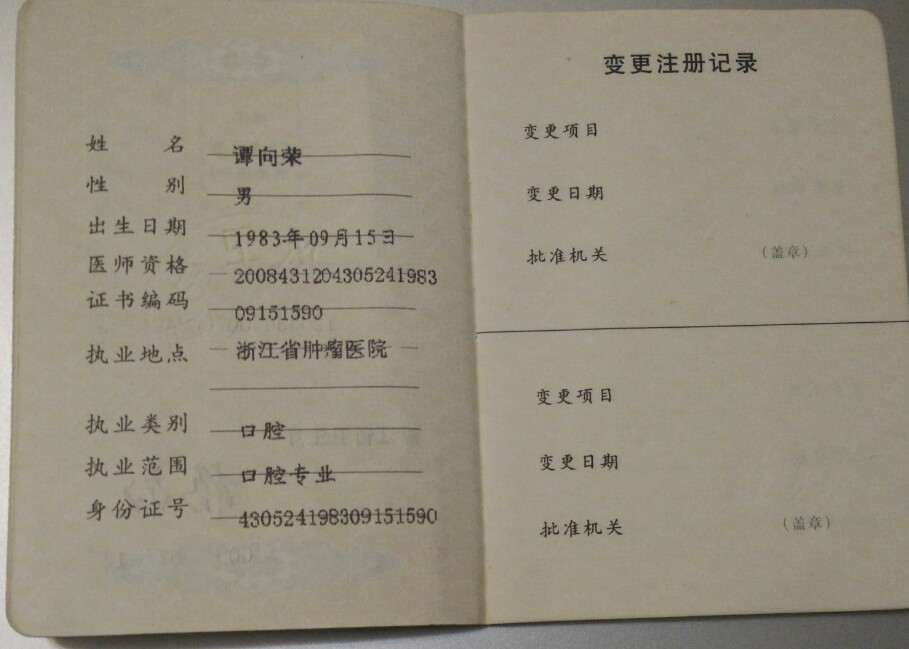 姓名 谭向荣
性别 男
出生日期 1983年09月15日
医师资格 2008431204305241983
证书编码 09151590
执业地点 浙江省肿瘤医院
执业类别 口腔
执业范围 口腔专业
身份证号 430524198309151590
变更注册记录
变更项目
变更日期
批准机关 （盖章）
变更项目
变更日期
批准机关 （盖章）